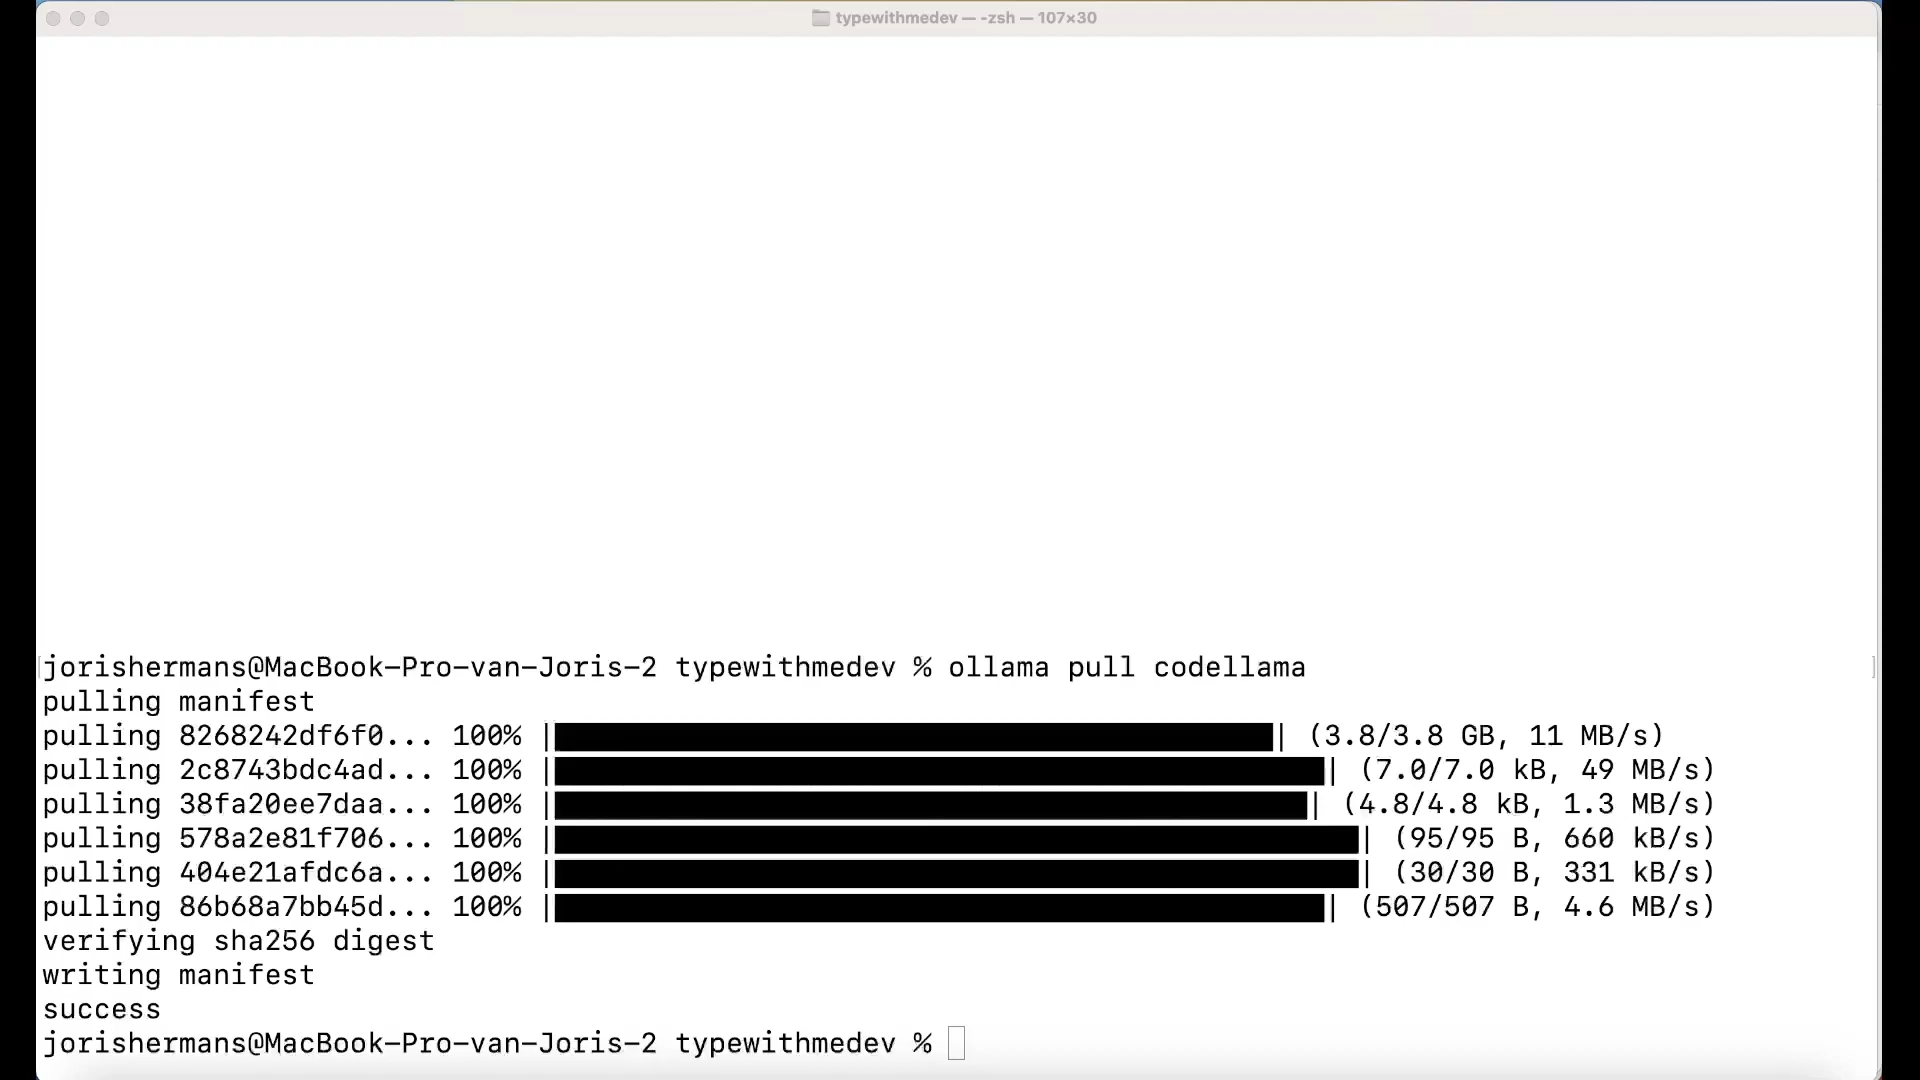 typewithmedev — -zsh — 107×30
jorishermans@MacBook-Pro-van-Joris-2 typewithmedev % ollama pull codellama
pulling manifest
pulling 8268242df6f0... 100% |████████████████████| (3.8/3.8 GB, 11 MB/s)
pulling 2c8743bdc4ad... 100% |████████████████████| (7.0/7.0 kB, 49 MB/s)
pulling 38fa20ee7daa... 100% |████████████████████| (4.8/4.8 kB, 1.3 MB/s)
pulling 578a2e81f706... 100% |████████████████████| (95/95 B, 660 kB/s)
pulling 404e21afdc6a... 100% |████████████████████| (30/30 B, 331 kB/s)
pulling 86b68a7bb45d... 100% |████████████████████| (507/507 B, 4.6 MB/s)
verifying sha256 digest
writing manifest
success
jorishermans@MacBook-Pro-van-Joris-2 typewithmedev %